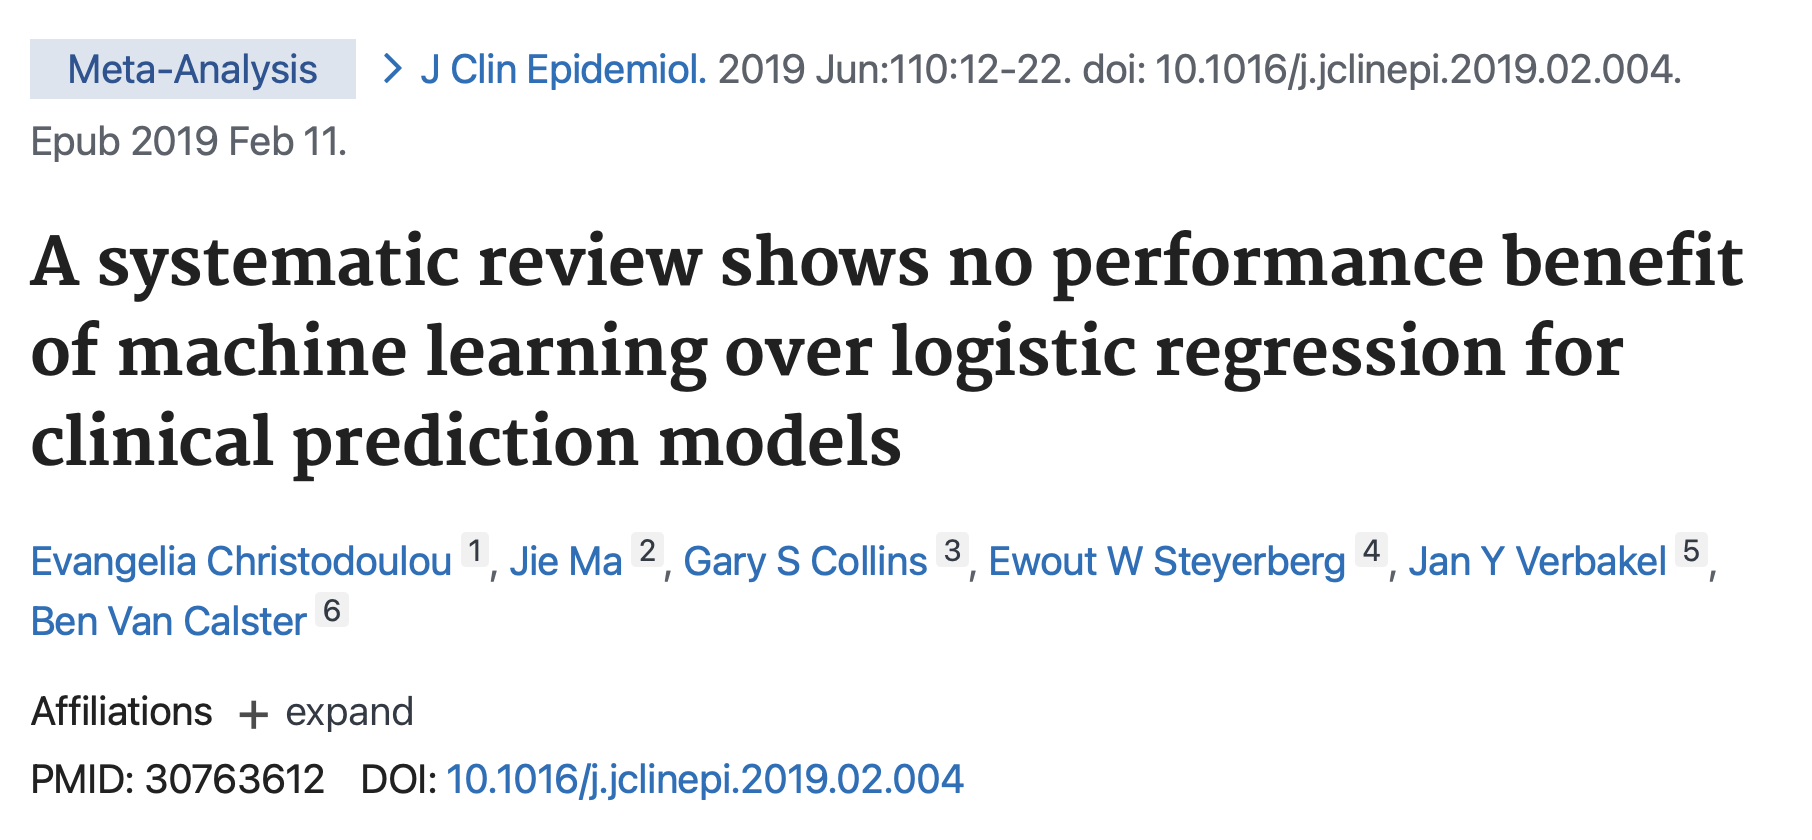 Meta-Analysis > J Clin Epidemiol. 2019 Jun:110:12-22. doi: 10.1016/j.jclinepi.2019.02.004.
Epub 2019 Feb 11.
A systematic review shows no performance benefit
of machine learning over logistic regression for
clinical prediction models
Evangelia Christodoulou 1, Jie Ma 2, Gary S Collins 3, Ewout W Steyerberg 4, Jan Y Verbakel 5,
Ben Van Calster 6
Affiliations + expand
PMID: 30763612 DOI: 10.1016/j.jclinepi.2019.02.004